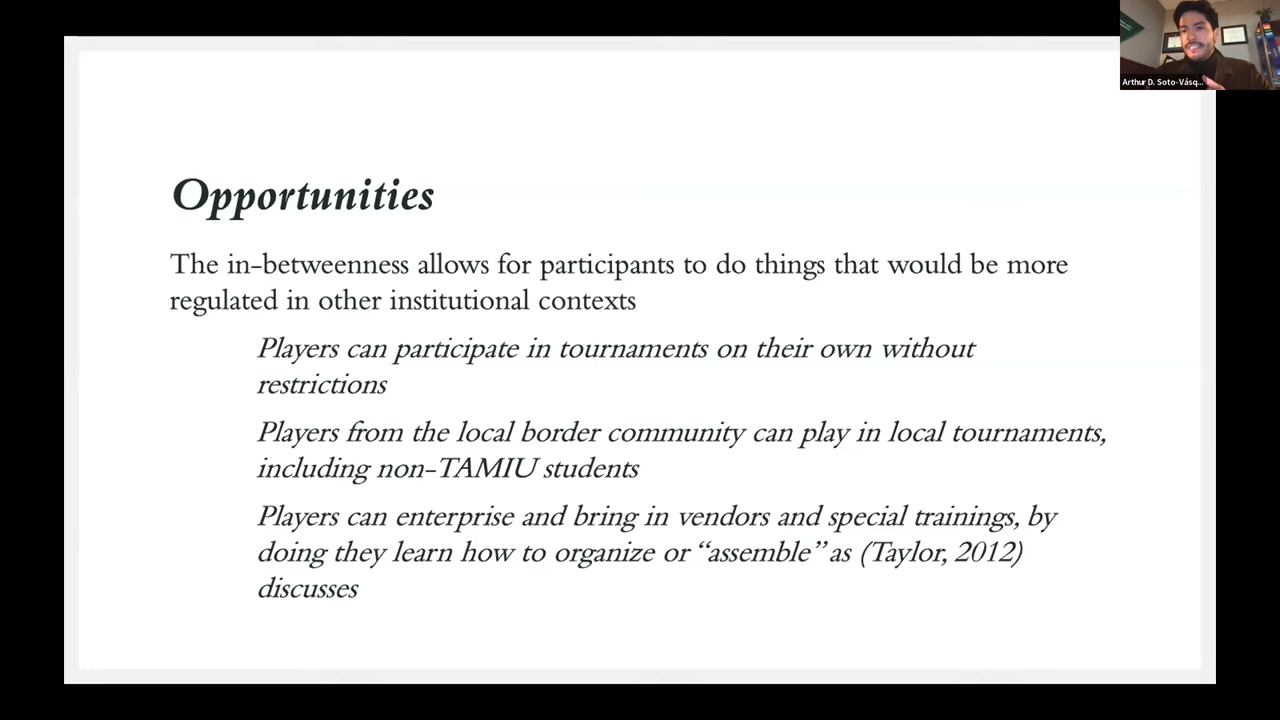 Arthur D. Soto-Vásq...
Opportunities
The in-betweenness allows for participants to do things that would be more
regulated in other institutional contexts
Players can participate in tournaments on their own without
restrictions
Players from the local border community can play in local tournaments,
including non-TAMIU students
Players can enterprise and bring in vendors and special trainings, by
doing they learn how to organize or “assemble” as (Taylor, 2012)
discusses